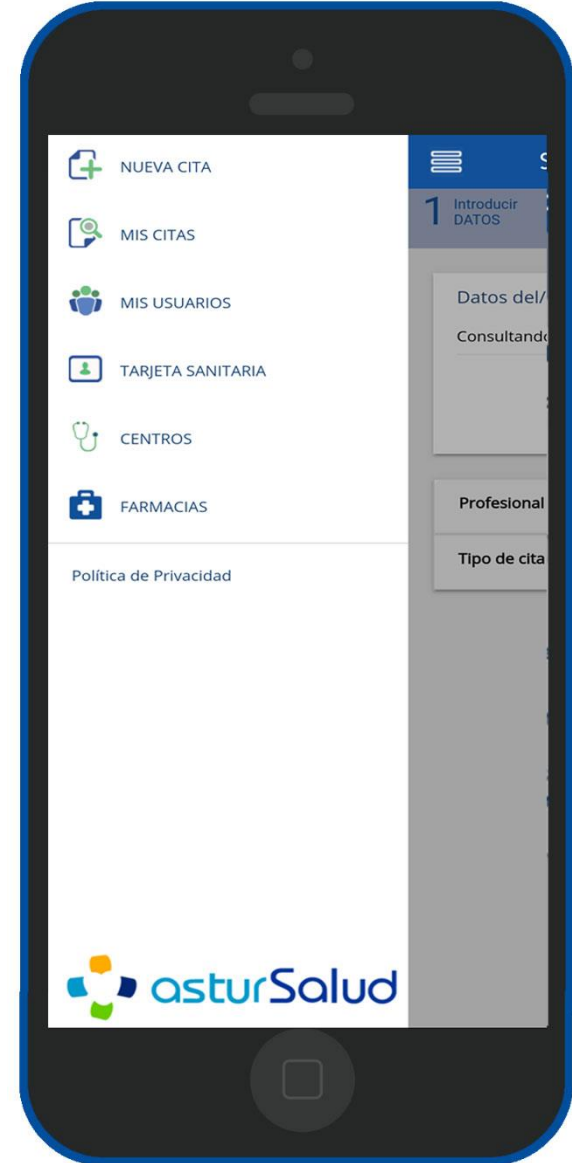 NUEVA CITA
MIS CITAS
MIS USUARIOS
TARJETA SANITARIA
CENTROS
FARMACIAS
Política de Privacidad
asturSalud
S
1 Introducir
DATOS
Datos del/
Consultando
Profesional
Tipo de cita